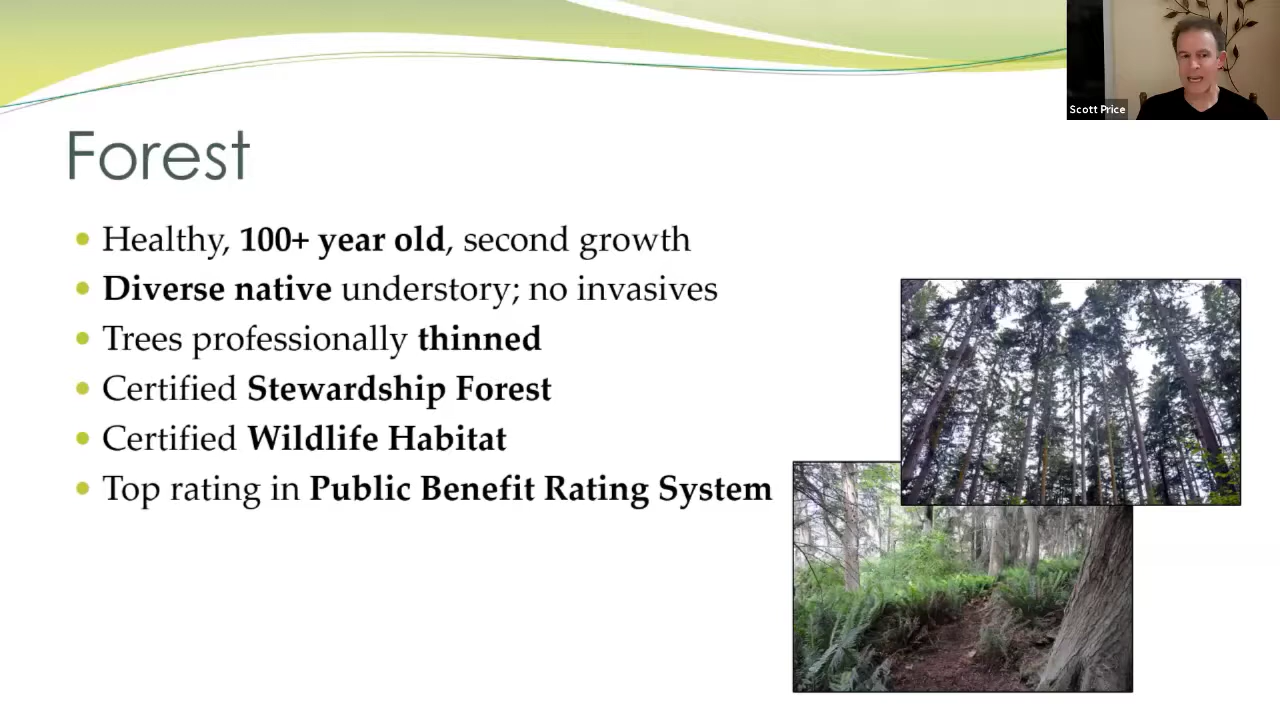 Scott Price
Forest
Healthy, 100+ year old, second growth
Diverse native understory; no invasives
Trees professionally thinned
Certified Stewardship Forest
Certified Wildlife Habitat
Top rating in Public Benefit Rating System